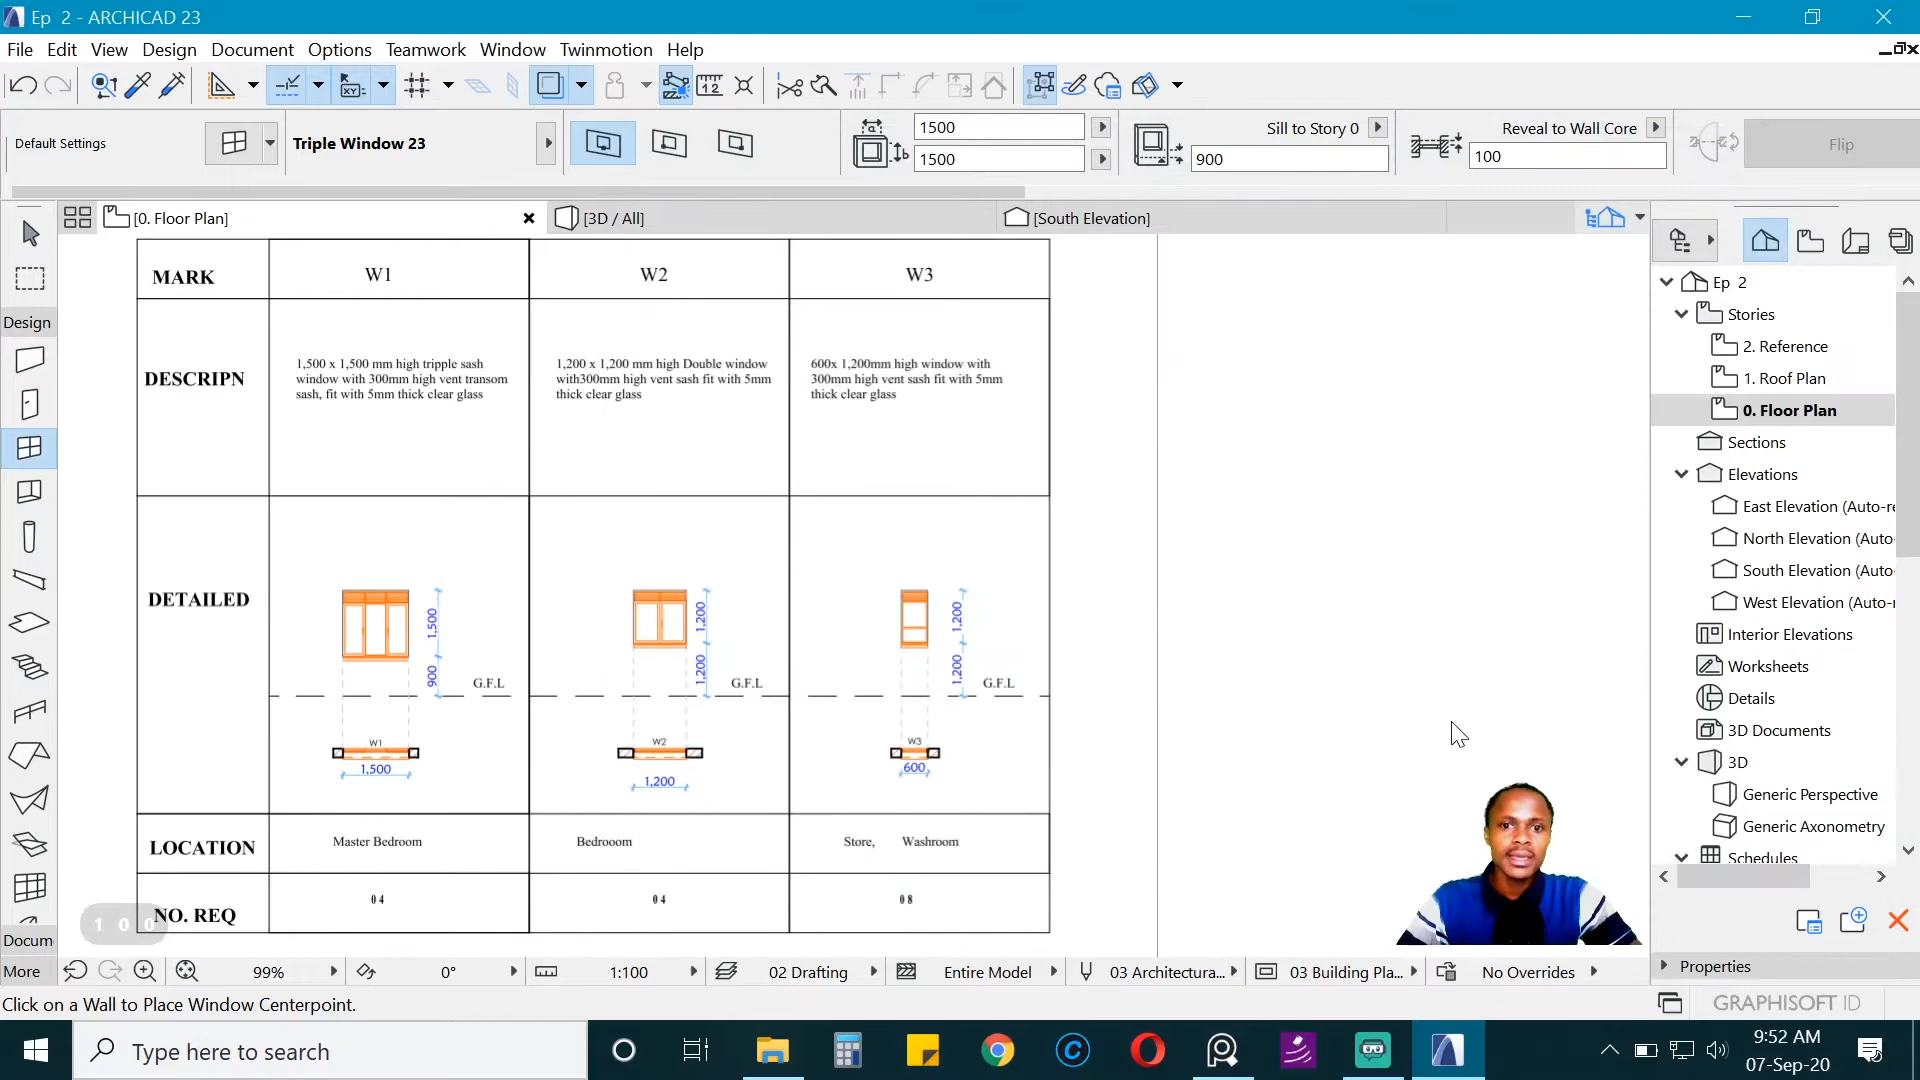 Ep 2 - ARCHICAD 23
File Edit View Design Document Options Teamwork Window Twinmotion Help
Default Settings
Triple Window 23
1500
1500
Sill to Story 0
900
Reveal to Wall Core
100
Flip
[0. Floor Plan]
[3D / All]
[South Elevation]
Design
Docum
More
MARK W1 W2 W3
DESCRIPN
1,500 x 1,500 mm high tripple sash
window with 300mm high vent transom
sash, fit with 5mm thick clear glass
1,200 x 1,200 mm high Double window
with300mm high vent sash fit with 5mm
thick clear glass
600x 1,200mm high window with
300mm high vent sash fit with 5mm
thick clear glass
DETAILED
1,500
900
G.F.L
W1
1,500
1,200
1,200
G.F.L
W2
1,200
1,200
1,200
G.F.L
W3
600
LOCATION Master Bedroom Bedrooom Store, Washroom
NO. REQ 04 04 08
1 0 0
Ep 2
Stories
2. Reference
1. Roof Plan
0. Floor Plan
Sections
Elevations
East Elevation (Auto-re
North Elevation (Auto-
South Elevation (Auto-
West Elevation (Auto-r
Interior Elevations
Worksheets
Details
3D Documents
3D
Generic Perspective
Generic Axonometry
Schedules
Properties
99% 0° 1:100 02 Drafting Entire Model 03 Architectura... 03 Building Pla... No Overrides
Click on a Wall to Place Window Centerpoint.
GRAPHISOFT ID
Type here to search
9:52 AM
07-Sep-20